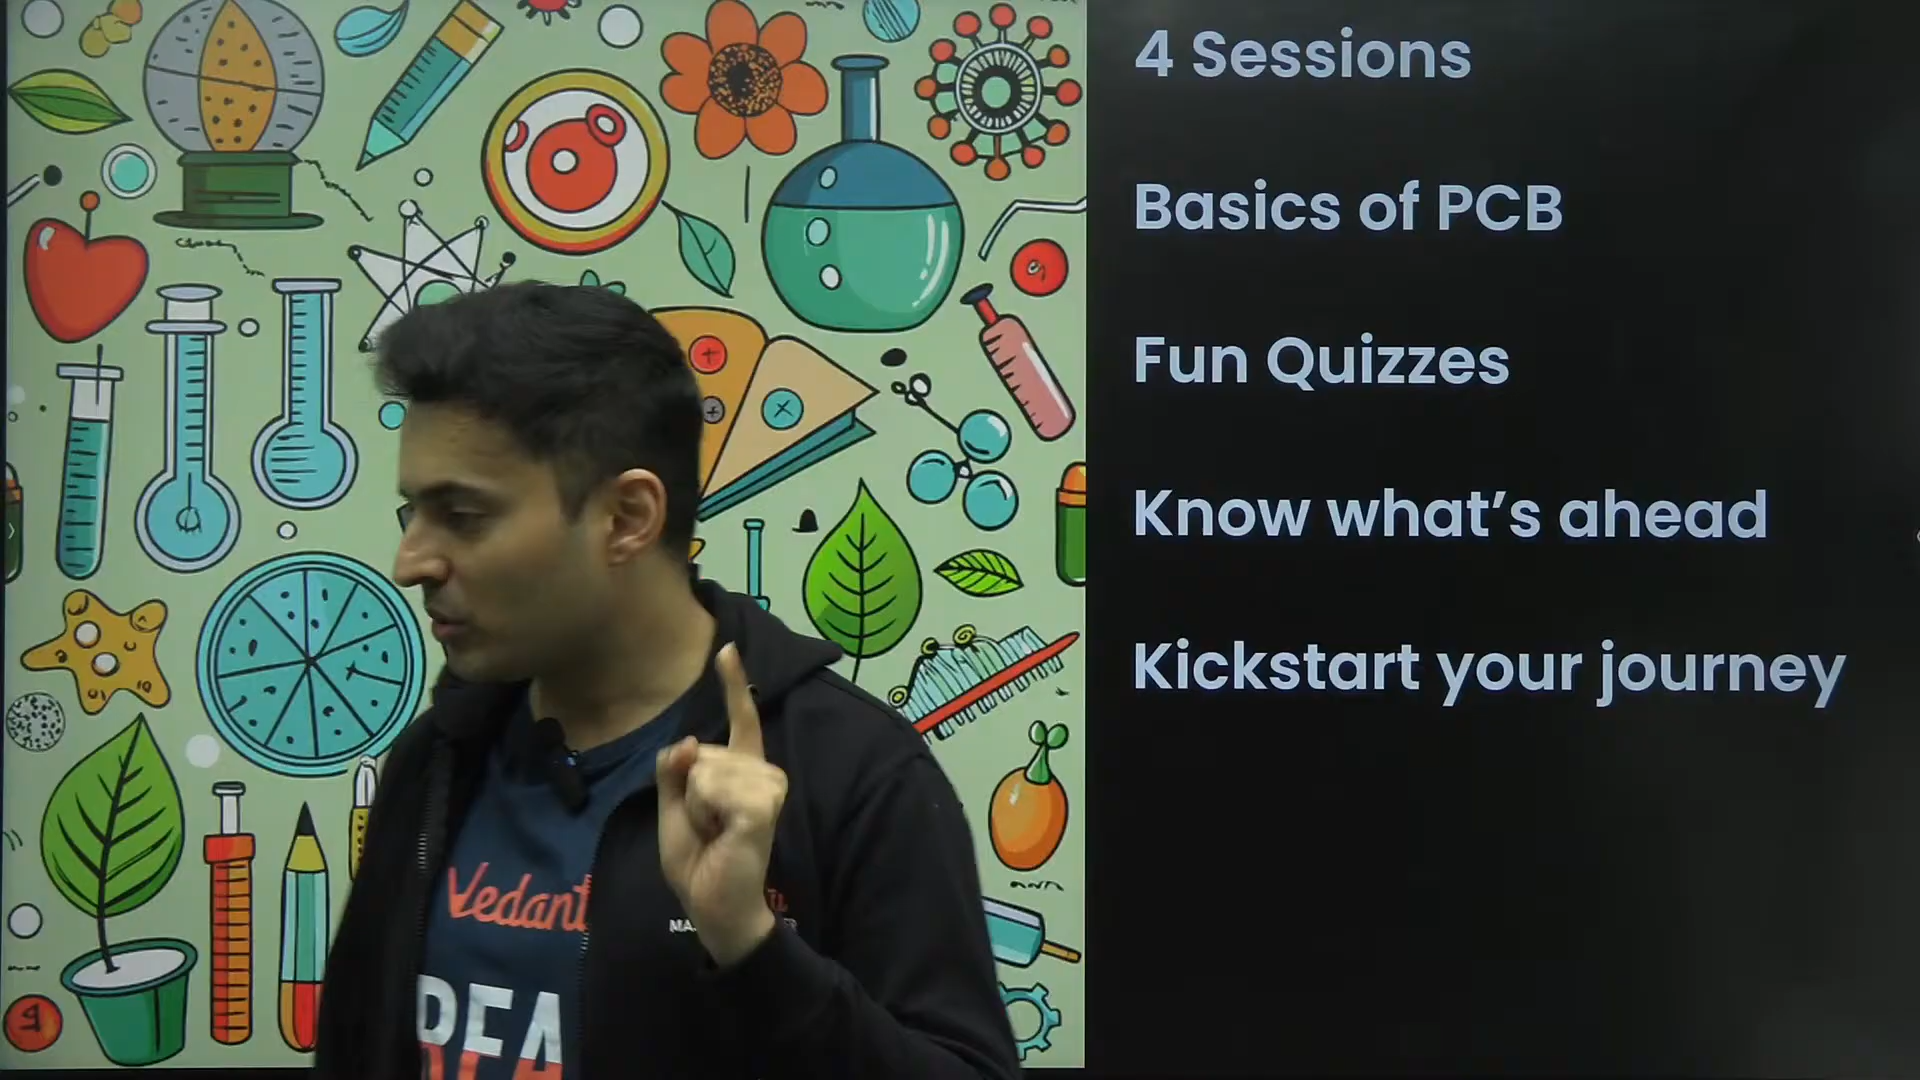 4 Sessions
Basics of PCB
Fun Quizzes
Know what’s ahead
Kickstart your journey
Vedant